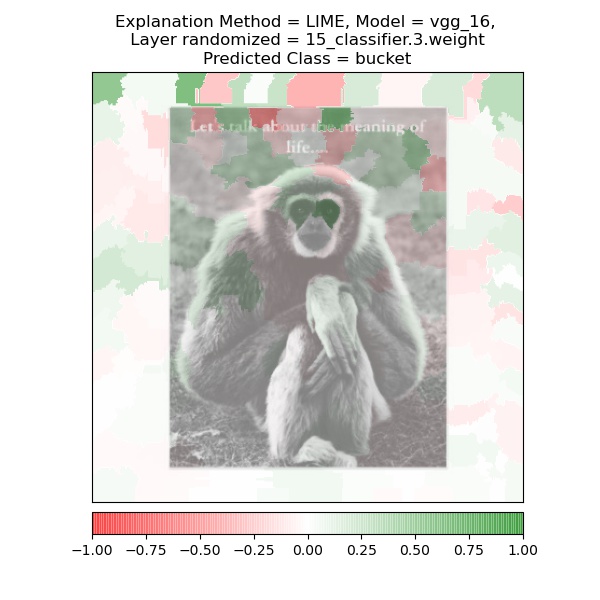 Explanation Method = LIME, Model = vgg_16,
Layer randomized = 15_classifier.3.weight
Predicted Class = bucket
Let's talk about the meaning of
life....
−1.00 −0.75 −0.50 −0.25 0.00 0.25 0.50 0.75 1.00